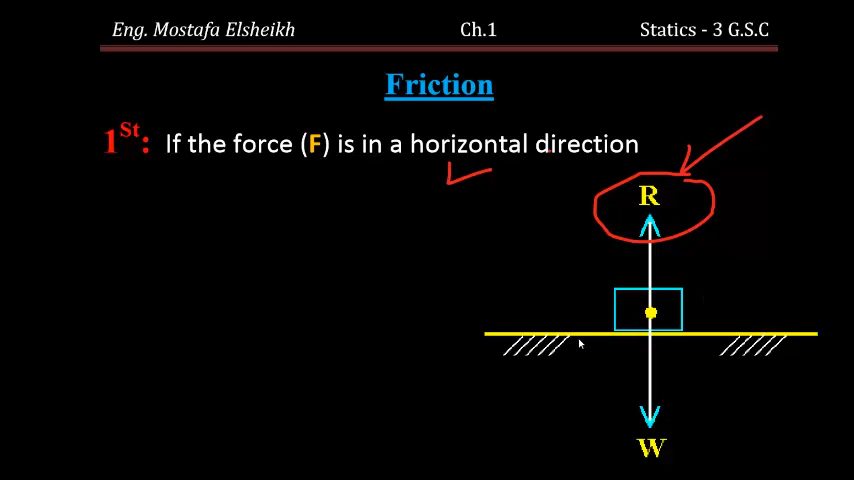 Eng. Mostafa Elsheikh Ch.1 Statics - 3 G.S.C
Friction
1St: If the force (F) is in a horizontal direction
R
W